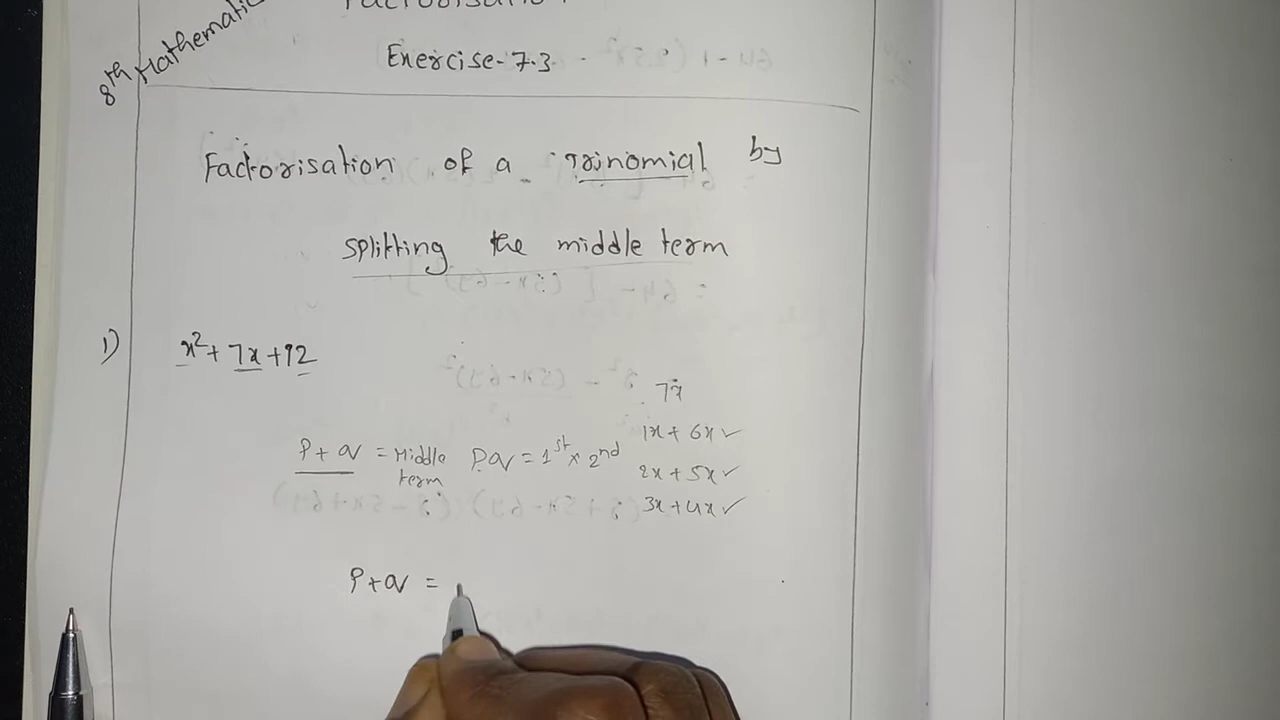 8th Mathematic
Exercise-7.3
Factorisation of a Trinomial by
splitting the middle term
1) x²+ 7x+12
7x
1x+6x✓
P+q = Middle term Pq = 1st x 2nd
2x+5x✓
3x+4x✓
P+q =